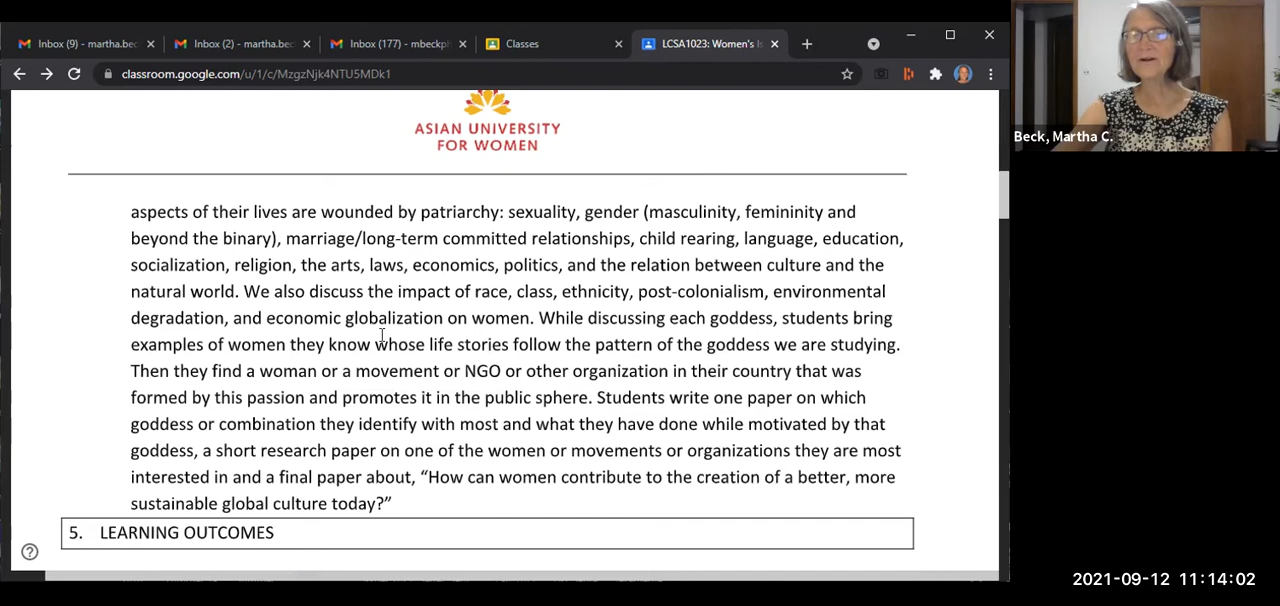 Inbox (9) - martha.bec
Inbox (2) - martha.bec
Inbox (177) - mbeckph
Classes
LCSA1023: Women's Is
classroom.google.com/u/1/c/MzgzNjk4NTU5MDk1
Beck, Martha C.
ASIAN UNIVERSITY
FOR WOMEN
aspects of their lives are wounded by patriarchy: sexuality, gender (masculinity, femininity and
beyond the binary), marriage/long-term committed relationships, child rearing, language, education,
socialization, religion, the arts, laws, economics, politics, and the relation between culture and the
natural world. We also discuss the impact of race, class, ethnicity, post-colonialism, environmental
degradation, and economic globalization on women. While discussing each goddess, students bring
examples of women they know whose life stories follow the pattern of the goddess we are studying.
Then they find a woman or a movement or NGO or other organization in their country that was
formed by this passion and promotes it in the public sphere. Students write one paper on which
goddess or combination they identify with most and what they have done while motivated by that
goddess, a short research paper on one of the women or movements or organizations they are most
interested in and a final paper about, “How can women contribute to the creation of a better, more
sustainable global culture today?”
5. LEARNING OUTCOMES
2021-09-12 11:14:02